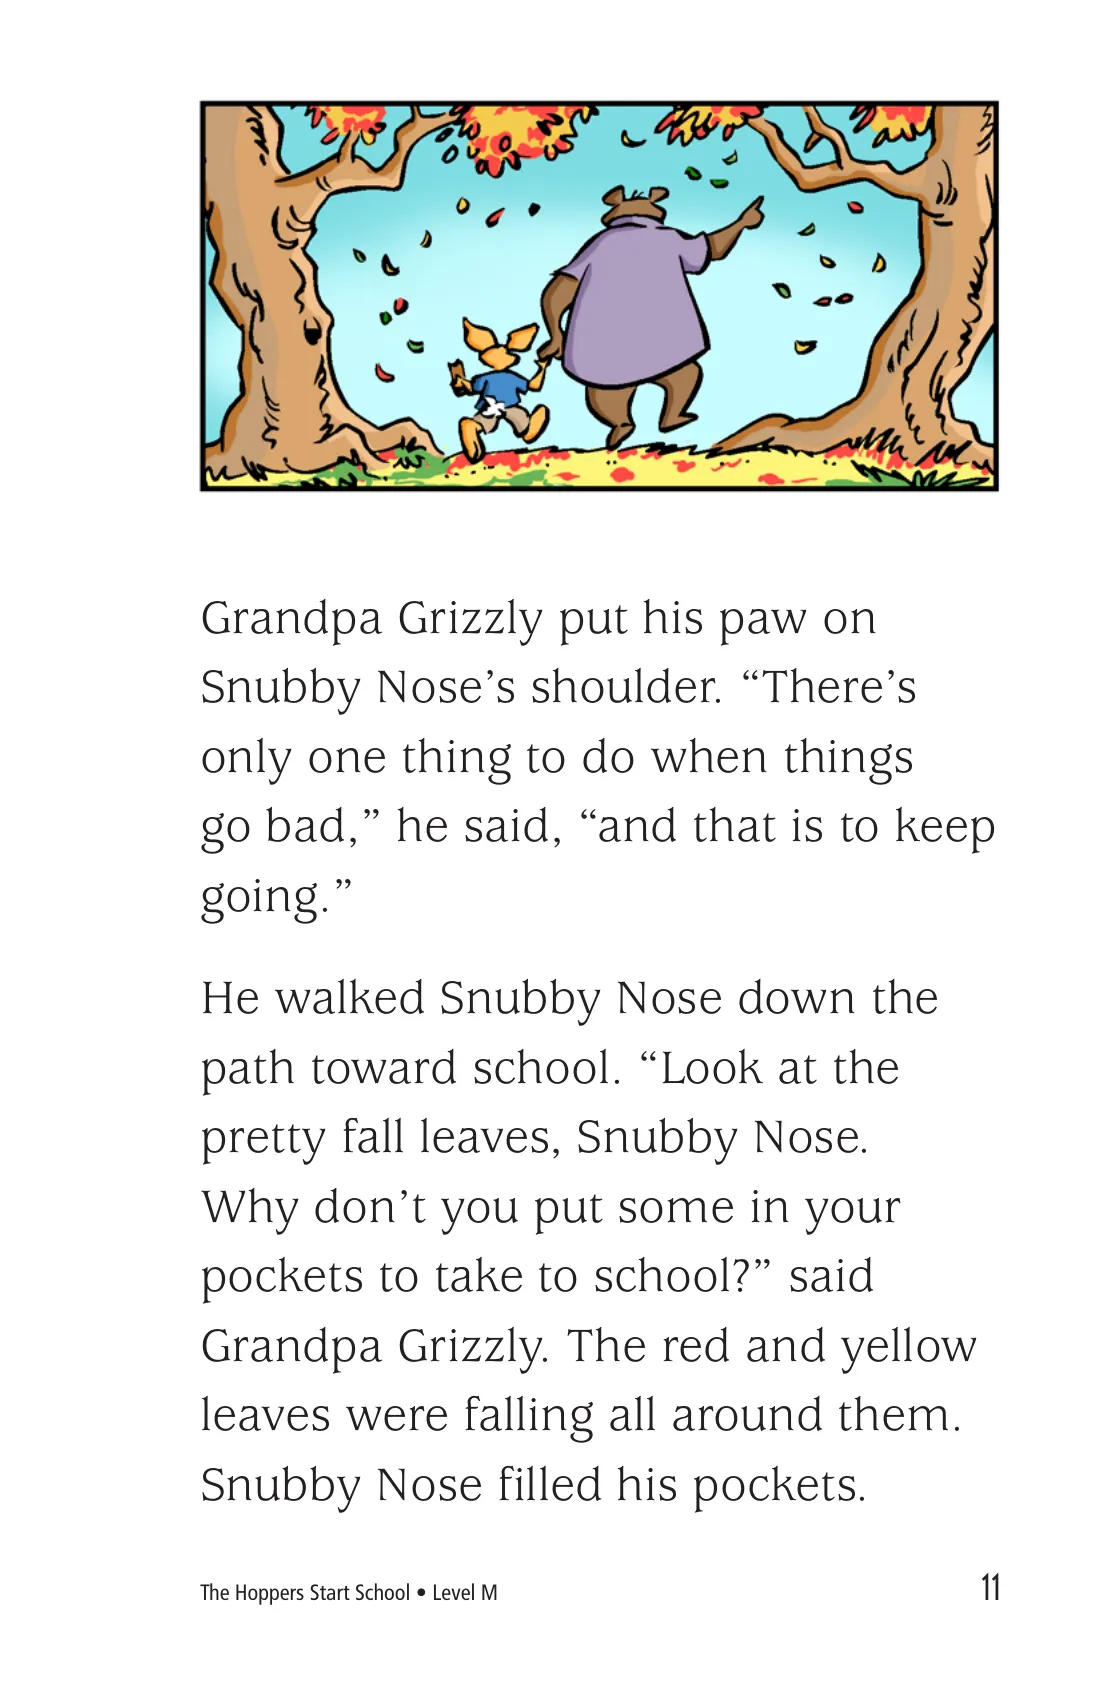 Grandpa Grizzly put his paw on
Snubby Nose’s shoulder. “There’s
only one thing to do when things
go bad,” he said, “and that is to keep
going.”
He walked Snubby Nose down the
path toward school. “Look at the
pretty fall leaves, Snubby Nose.
Why don’t you put some in your
pockets to take to school?” said
Grandpa Grizzly. The red and yellow
leaves were falling all around them.
Snubby Nose filled his pockets.
The Hoppers Start School • Level M 11